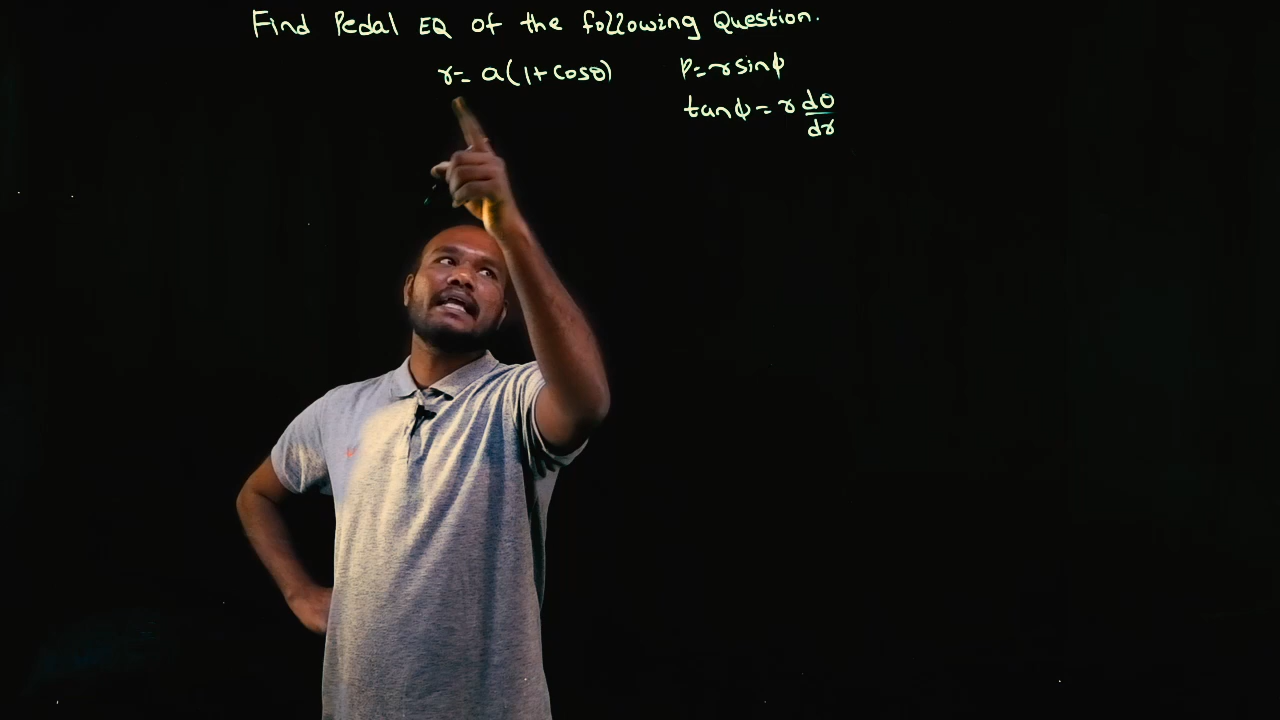 Find Pedal EQ of the following Question.
r = a(1+cosθ) P = r sinϕ
tanϕ = r dθ/dr